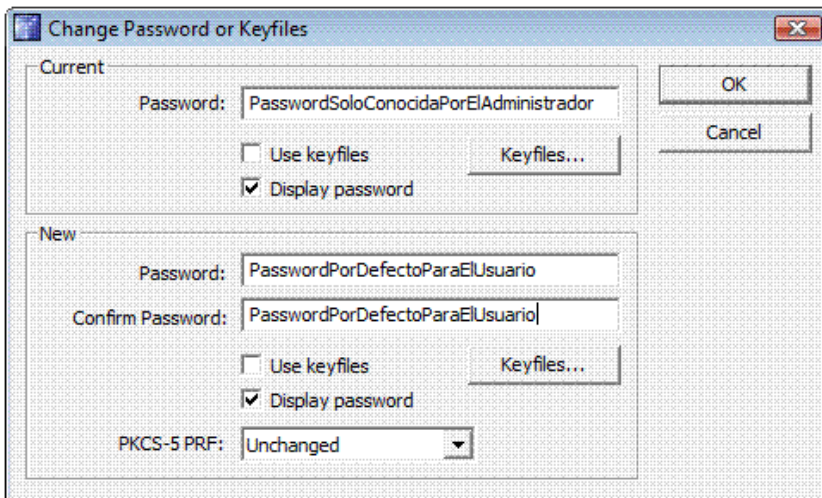 Change Password or Keyfiles
Current
OK
Password: PasswordSoloConocidaPorElAdministrador
Cancel
Use keyfiles Keyfiles...
Display password
New
Password: PasswordPorDefectoParaElUsuario
Confirm Password: PasswordPorDefectoParaElUsuario
Use keyfiles Keyfiles...
Display password
PKCS-5 PRF: Unchanged